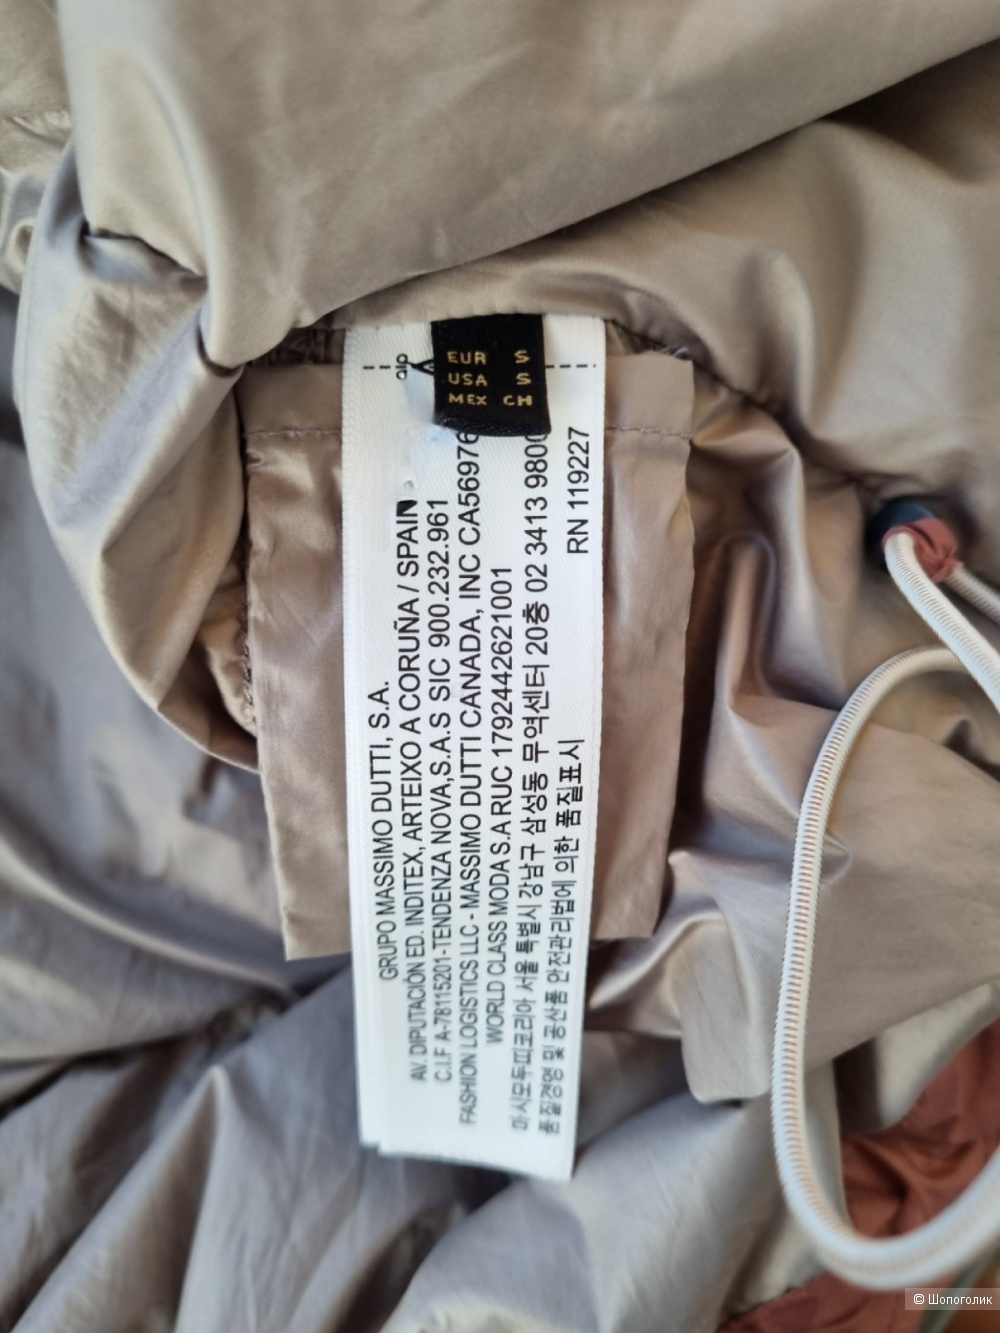 EUR S
USA S
MEX CH
GRUPO MASSIMO DUTTI, S.A.
AV. DIPUTACIÓN ED. INDITEX, ARTEIXO A CORUÑA / SPAIN
C.I.F A-78115201-TENDENZA NOVA,S.A.S SIC 900.232.961
FASHION LOGISTICS LLC - MASSIMO DUTTI CANADA, INC CA56976
WORLD CLASS MODA S.A RUC 1792442621001
마시모두띠코리아 서울 특별시 강남구 삼성동 무역센터 20층 02 3413 980
품질경영 및 공산품 안전관리법에 의한 품질표시
RN 119227
© Шопоголик